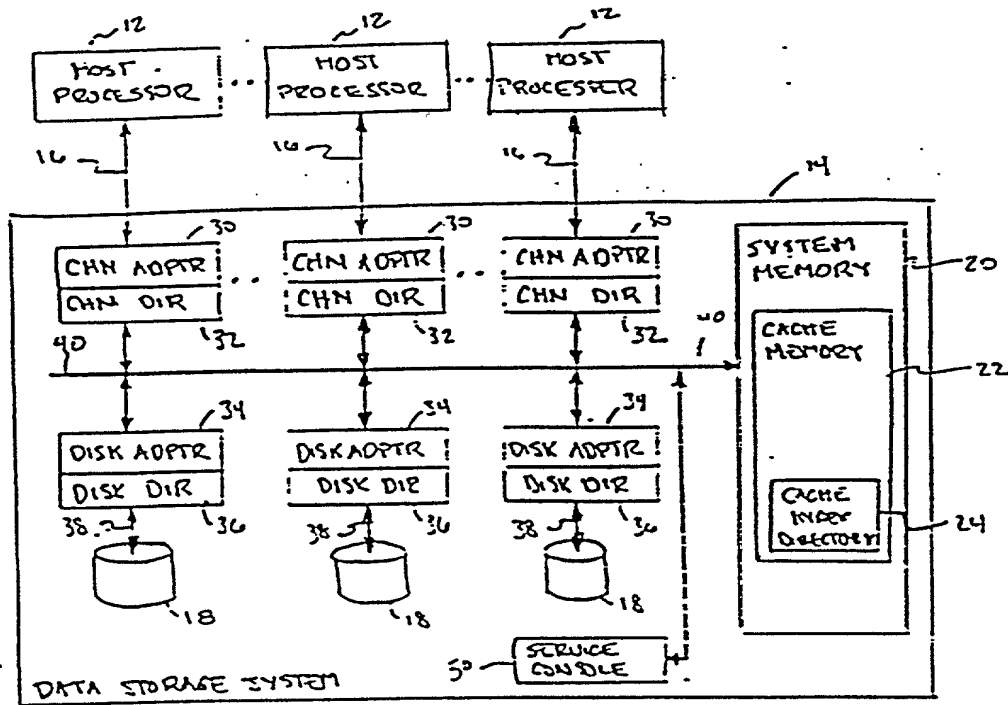 12 12 12
HOST HOST HOST
PROCESSOR PROCESSOR PROCESSER
16 16 16
14
30 30 30
CHN ADPTR CHN ADPTR CHN ADPTR
CHN DIR CHN DIR CHN DIR
32 32 32
SYSTEM
MEMORY
20
40 40
CACHE
MEMORY
22
34 34 34
DISK ADPTR DISK ADPTR DISK ADPTR
DISK DIR DISK DIR DISK DIR
36 36 36
38 38 38
CACHE
INDEX
DIRECTORY
24
18 18 18
50
SERVICE
CONSOLE
DATA STORAGE SYSTEM